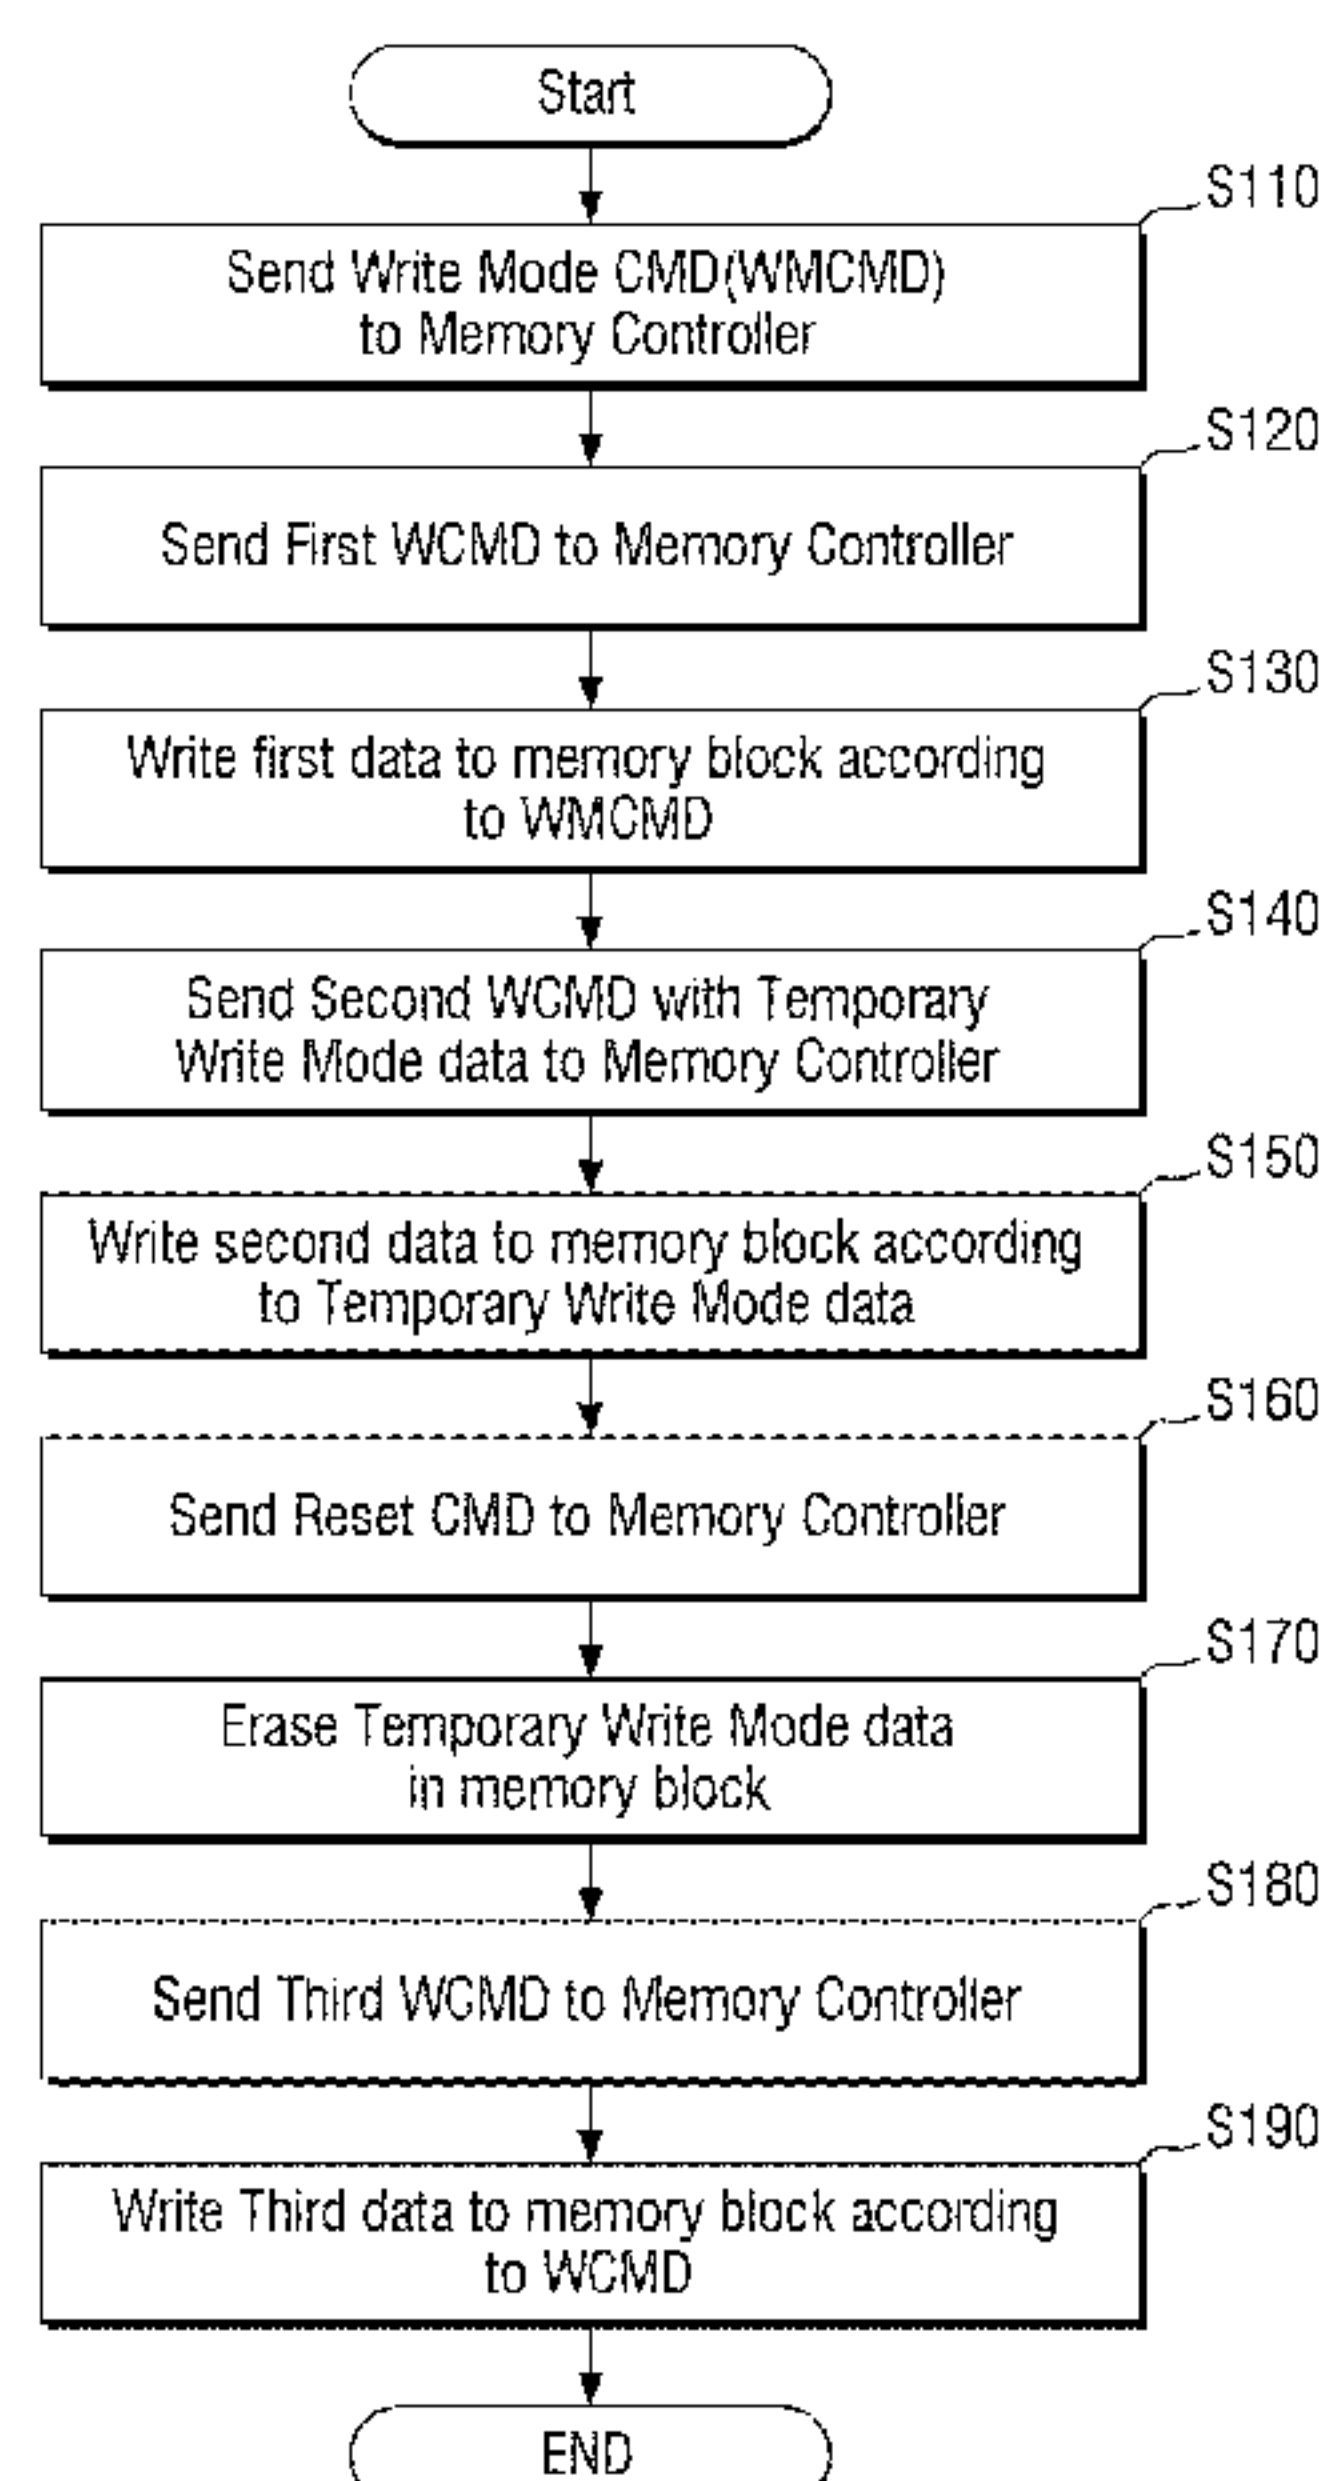 Start
S110
Send Write Mode CMD(WMCMD)
to Memory Controller
S120
Send First WCMD to Memory Controller
S130
Write first data to memory block according
to WMCMD
S140
Send Second WCMD with Temporary
Write Mode data to Memory Controller
S150
Write second data to memory block according
to Temporary Write Mode data
S160
Send Reset CMD to Memory Controller
S170
Erase Temporary Write Mode data
in memory block
S180
Send Third WCMD to Memory Controller
S190
Write Third data to memory block according
to WCMD
END